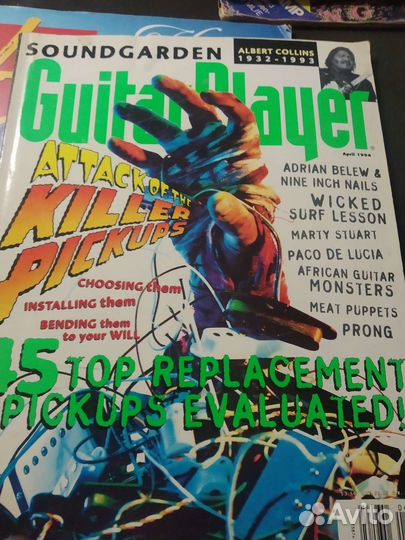 SOUNDGARDEN
ALBERT COLLINS
1932-1993
Guitar Player
April 1994
ATTACK OF THE
KILLER
PICKUPS
CHOOSING them
INSTALLING them
BENDING them
to your WILL
ADRIAN BELEW &
NINE INCH NAILS
WICKED
SURF LESSON
MARTY STUART
PACO DE LUCIA
AFRICAN GUITAR
MONSTERS
MEAT PUPPETS
PRONG
45 TOP REPLACEMENT
PICKUPS EVALUATED!
Avito